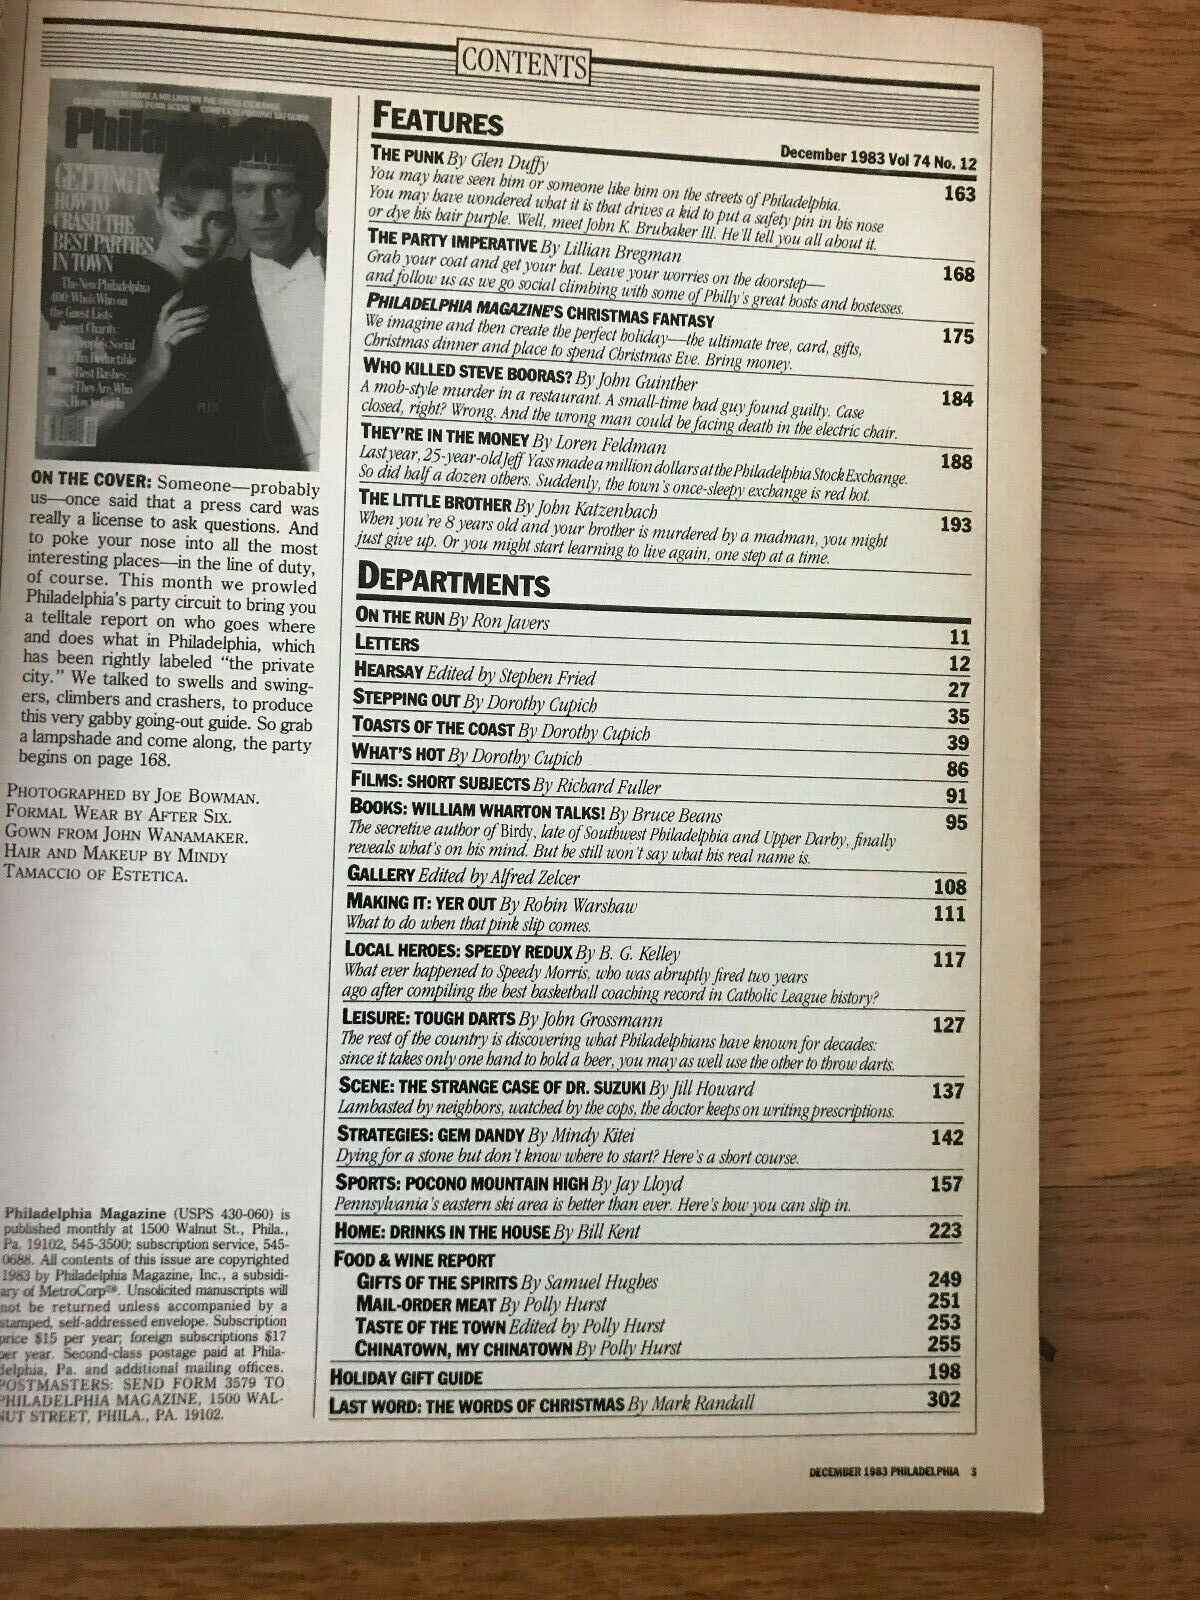 CONTENTS
Phila
GETTING IN
HOW TO
CRASH THE
BEST PARTIES
IN TOWN
The New Philadelphia
400: Who's Who on
the Guest Lists
ON THE COVER: Someone—probably
us—once said that a press card was
really a license to ask questions. And
to poke your nose into all the most
interesting places—in the line of duty,
of course. This month we prowled
Philadelphia's party circuit to bring you
a telltale report on who goes where
and does what in Philadelphia, which
has been rightly labeled "the private
city." We talked to swells and swing-
ers, climbers and crashers, to produce
this very gabby going-out guide. So grab
a lampshade and come along, the party
begins on page 168.
PHOTOGRAPHED BY JOE BOWMAN.
FORMAL WEAR BY AFTER SIX.
GOWN FROM JOHN WANAMAKER.
HAIR AND MAKEUP BY MINDY
TAMACCIO OF ESTETICA.
Philadelphia Magazine (USPS 430-060) is
published monthly at 1500 Walnut St., Phila.,
Pa. 19102, 545-3500; subscription service, 545-
0688. All contents of this issue are copyrighted
1983 by Philadelphia Magazine, Inc., a subsidi-
ary of MetroCorp™. Unsolicited manuscripts will
not be returned unless accompanied by a
stamped, self-addressed envelope. Subscription
price $15 per year; foreign subscriptions $17
per year. Second-class postage paid at Phila-
delphia, Pa. and additional mailing offices.
POSTMASTERS: SEND FORM 3579 TO
PHILADELPHIA MAGAZINE, 1500 WAL-
NUT STREET, PHILA., PA. 19102.
FEATURES
December 1983 Vol 74 No. 12
THE PUNK By Glen Duffy 163
You may have seen him or someone like him on the streets of Philadelphia.
You may have wondered what it is that drives a kid to put a safety pin in his nose
or dye his hair purple. Well, meet John K. Brubaker III. He'll tell you all about it.
THE PARTY IMPERATIVE By Lillian Bregman 168
Grab your coat and get your hat. Leave your worries on the doorstep—
and follow us as we go social climbing with some of Philly's great hosts and hostesses.
PHILADELPHIA MAGAZINE'S CHRISTMAS FANTASY 175
We imagine and then create the perfect holiday—the ultimate tree, card, gifts,
Christmas dinner and place to spend Christmas Eve. Bring money.
WHO KILLED STEVE BOORAS? By John Guinther 184
A mob-style murder in a restaurant. A small-time bad guy found guilty. Case
closed, right? Wrong. And the wrong man could be facing death in the electric chair.
THEY'RE IN THE MONEY By Loren Feldman 188
Last year, 25-year-old Jeff Yass made a million dollars at the Philadelphia Stock Exchange.
So did half a dozen others. Suddenly, the town's once-sleepy exchange is red hot.
THE LITTLE BROTHER By John Katzenbach 193
When you're 8 years old and your brother is murdered by a madman, you might
just give up. Or you might start learning to live again, one step at a time.
DEPARTMENTS
ON THE RUN By Ron Javers 11
LETTERS 12
HEARSAY Edited by Stephen Fried 27
STEPPING OUT By Dorothy Cupich 35
TOASTS OF THE COAST By Dorothy Cupich 39
WHAT'S HOT By Dorothy Cupich 86
FILMS: SHORT SUBJECTS By Richard Fuller 91
BOOKS: WILLIAM WHARTON TALKS! By Bruce Beans 95
The secretive author of Birdy, late of Southwest Philadelphia and Upper Darby, finally
reveals what's on his mind. But he still won't say what his real name is.
GALLERY Edited by Alfred Zelcer 108
MAKING IT: YER OUT By Robin Warshaw 111
What to do when that pink slip comes.
LOCAL HEROES: SPEEDY REDUX By B. G. Kelley 117
What ever happened to Speedy Morris, who was abruptly fired two years
ago after compiling the best basketball coaching record in Catholic League history?
LEISURE: TOUGH DARTS By John Grossmann 127
The rest of the country is discovering what Philadelphians have known for decades:
since it takes only one hand to hold a beer, you may as well use the other to throw darts.
SCENE: THE STRANGE CASE OF DR. SUZUKI By Jill Howard 137
Lambasted by neighbors, watched by the cops, the doctor keeps on writing prescriptions.
STRATEGIES: GEM DANDY By Mindy Kitei 142
Dying for a stone but don't know where to start? Here's a short course.
SPORTS: POCONO MOUNTAIN HIGH By Jay Lloyd 157
Pennsylvania's eastern ski area is better than ever. Here's how you can slip in.
HOME: DRINKS IN THE HOUSE By Bill Kent 223
FOOD & WINE REPORT
GIFTS OF THE SPIRITS By Samuel Hughes 249
MAIL-ORDER MEAT By Polly Hurst 251
TASTE OF THE TOWN Edited by Polly Hurst 253
CHINATOWN, MY CHINATOWN By Polly Hurst 255
HOLIDAY GIFT GUIDE 198
LAST WORD: THE WORDS OF CHRISTMAS By Mark Randall 302
DECEMBER 1983 PHILADELPHIA 3